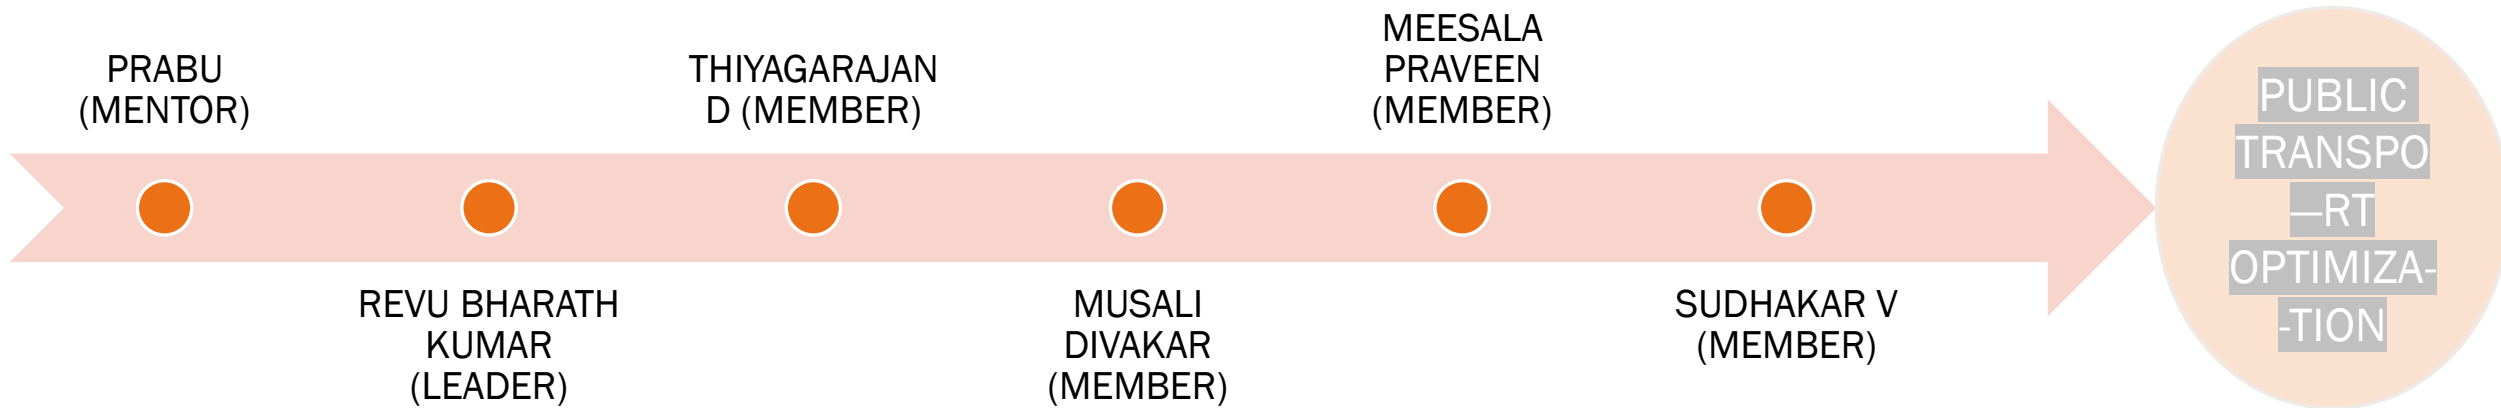 PRABU
(MENTOR)
REVU BHARATH
KUMAR
(LEADER)
THIYAGARAJAN
D (MEMBER)
MUSALI
DIVAKAR
(MEMBER)
MEESALA
PRAVEEN
(MEMBER)
SUDHAKAR V
(MEMBER)
PUBLIC
TRANSPO
—RT
OPTIMIZA-
-TION